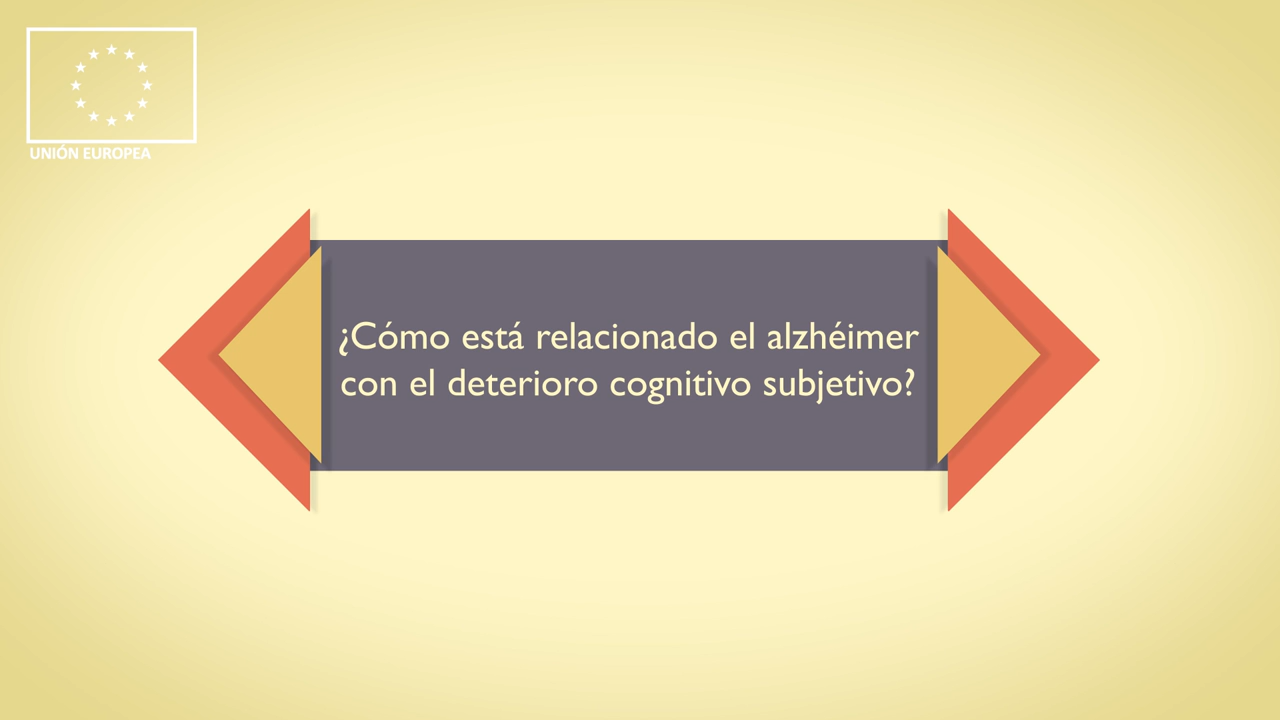 UNIÓN EUROPEA
¿Cómo está relacionado el alzhéimer
con el deterioro cognitivo subjetivo?